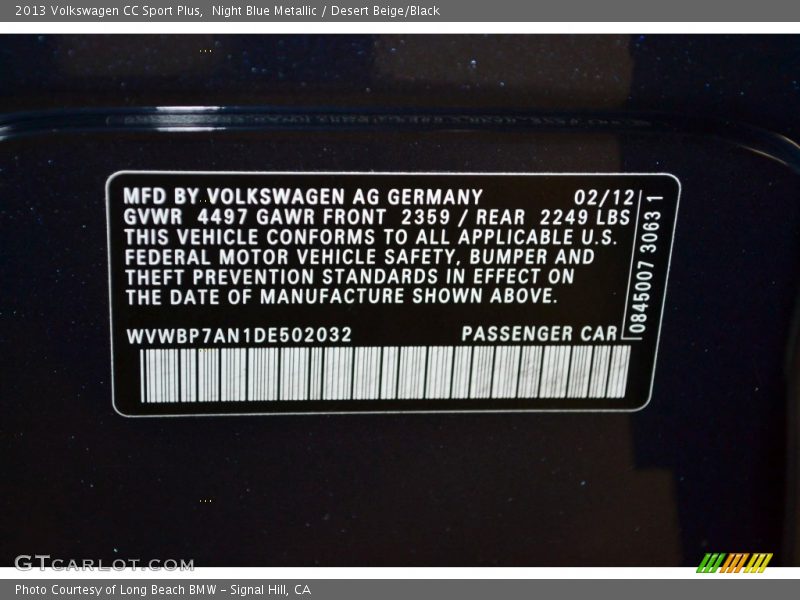 2013 Volkswagen CC Sport Plus,  Night Blue Metallic / Desert Beige/Black
MFD BY VOLKSWAGEN AG GERMANY 02/12
GVWR 4497 GAWR FRONT 2359 / REAR 2249 LBS
THIS VEHICLE CONFORMS TO ALL APPLICABLE U.S.
FEDERAL MOTOR VEHICLE SAFETY, BUMPER AND
THEFT PREVENTION STANDARDS IN EFFECT ON
THE DATE OF MANUFACTURE SHOWN ABOVE.
WVWBP7AN1DE502032 PASSENGER CAR
0845007 3063 1
GTCARLOT.COM
Photo Courtesy of Long Beach BMW - Signal Hill, CA